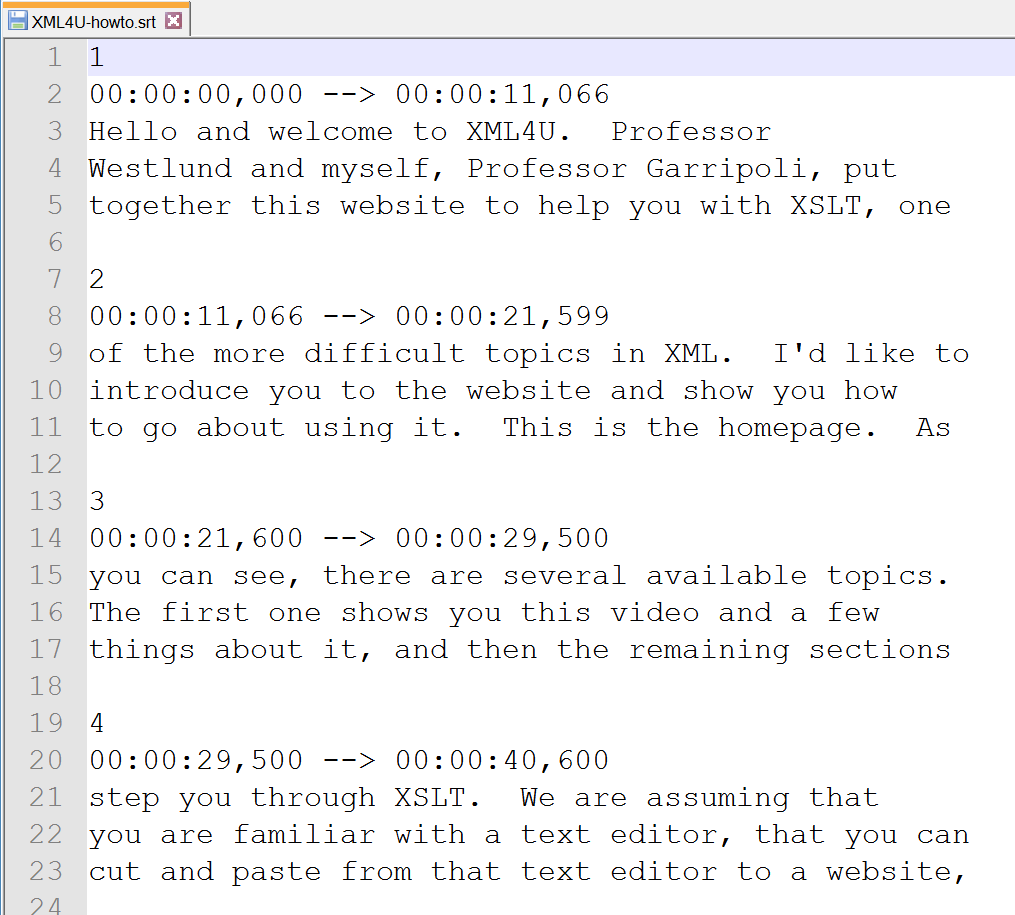 XML4U-howto.srt
1 1
2 00:00:00,000 --> 00:00:11,066
3 Hello and welcome to XML4U.  Professor
4 Westlund and myself, Professor Garripoli, put
5 together this website to help you with XSLT, one
6
7 2
8 00:00:11,066 --> 00:00:21,599
9 of the more difficult topics in XML.  I'd like to
10 introduce you to the website and show you how
11 to go about using it.  This is the homepage.  As
12
13 3
14 00:00:21,600 --> 00:00:29,500
15 you can see, there are several available topics.
16 The first one shows you this video and a few
17 things about it, and then the remaining sections
18
19 4
20 00:00:29,500 --> 00:00:40,600
21 step you through XSLT.  We are assuming that
22 you are familiar with a text editor, that you can
23 cut and paste from that text editor to a website,
24